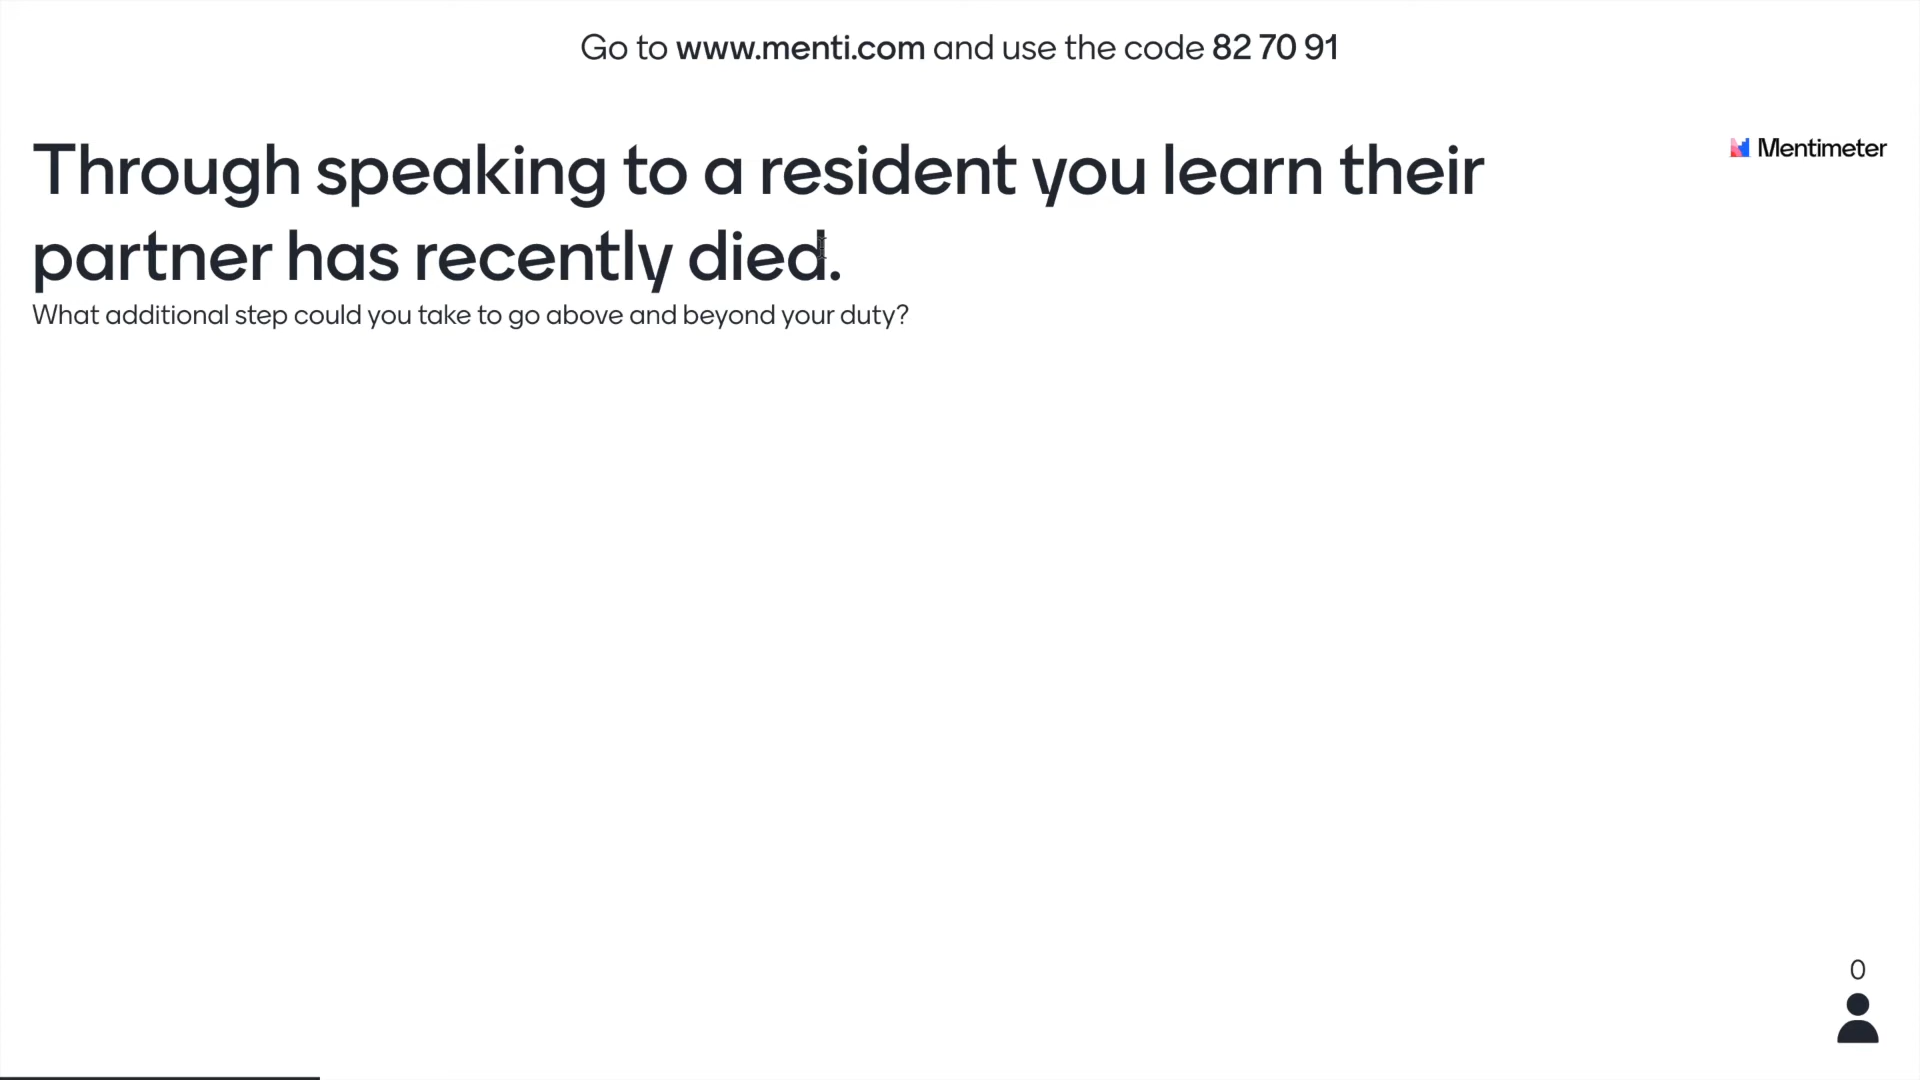 Go to www.menti.com and use the code 82 70 91
Through speaking to a resident you learn their
Mentimeter
partner has recently died.
What additional step could you take to go above and beyond your duty?
0